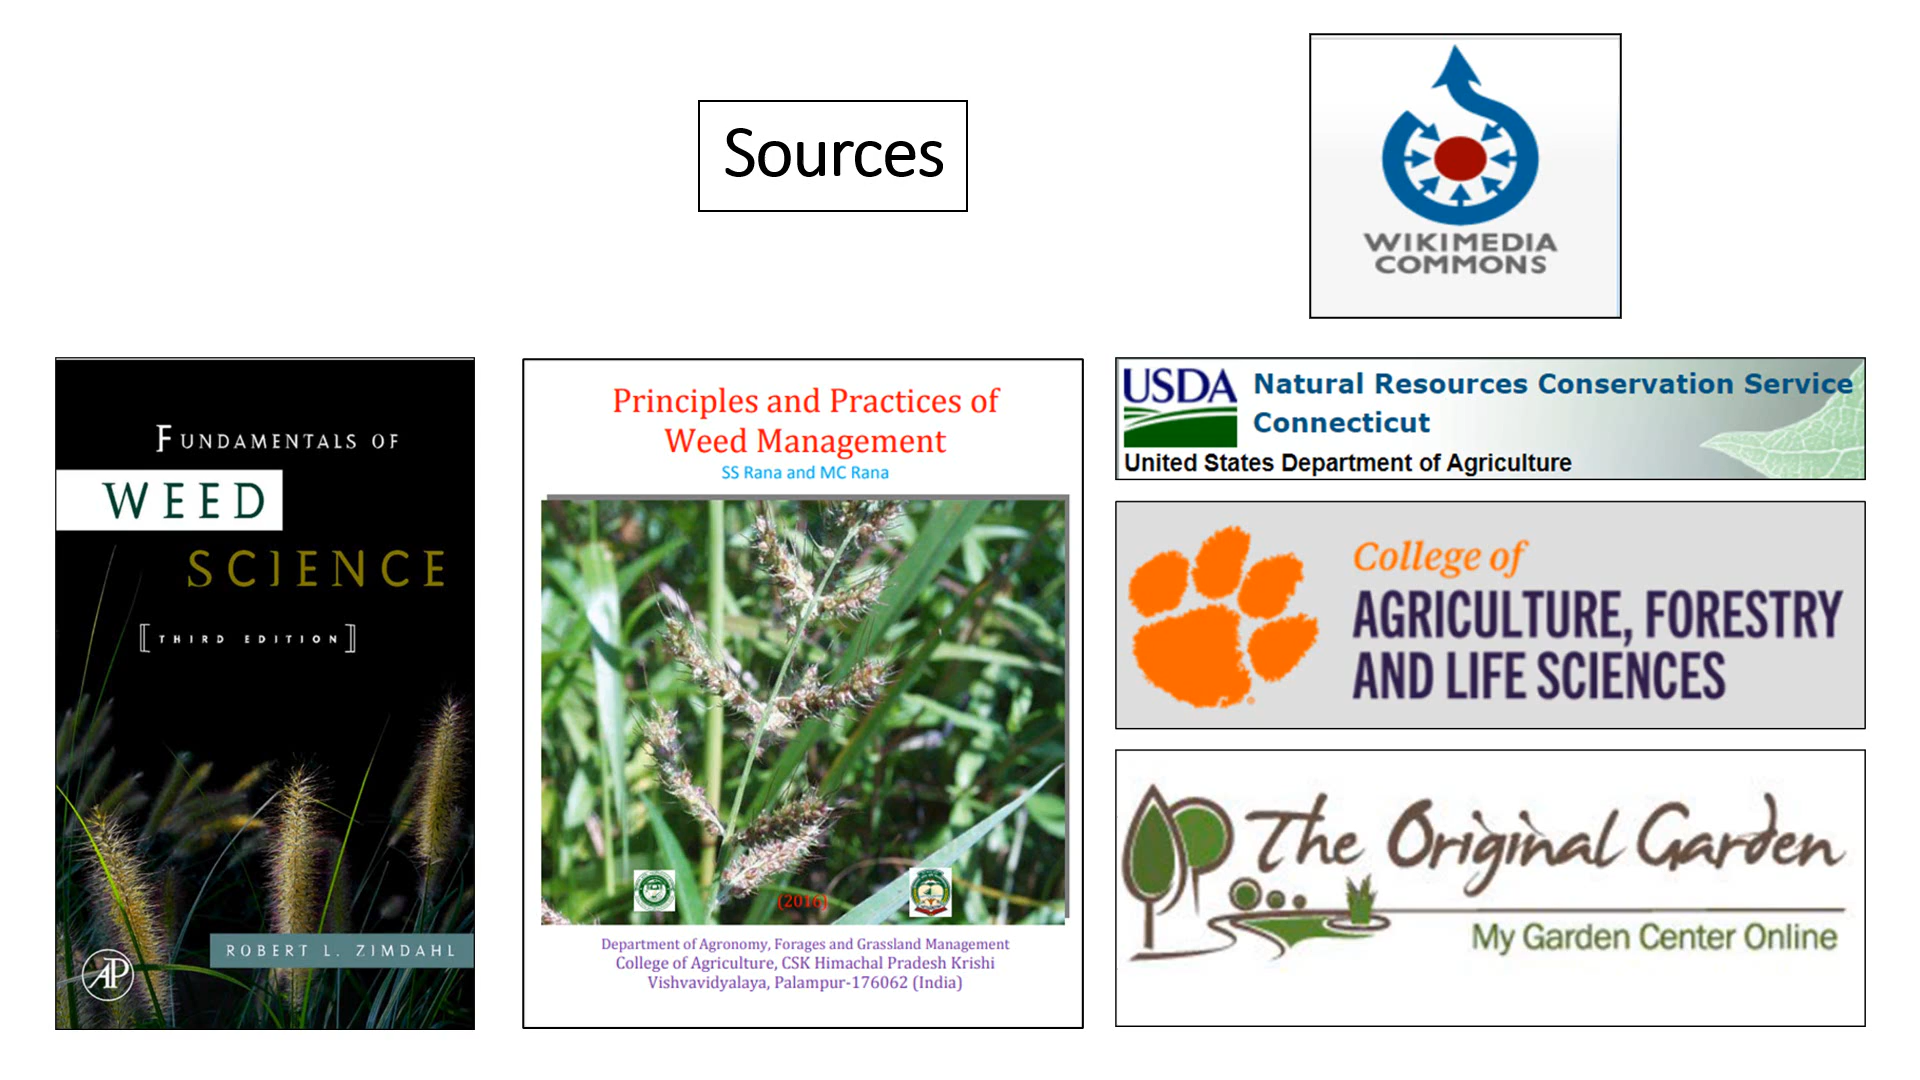 Sources
WIKIMEDIA
COMMONS
FUNDAMENTALS OF
WEED
SCIENCE
[THIRD EDITION]
ROBERT L. ZIMDAHL
AP
Principles and Practices of
Weed Management
SS Rana and MC Rana
(2016)
Department of Agronomy, Forages and Grassland Management
College of Agriculture, CSK Himachal Pradesh Krishi
Vishvavidyalaya, Palampur-176062 (India)
USDA
Natural Resources Conservation Service
Connecticut
United States Department of Agriculture
College of
AGRICULTURE, FORESTRY
AND LIFE SCIENCES
The Original Garden
My Garden Center Online